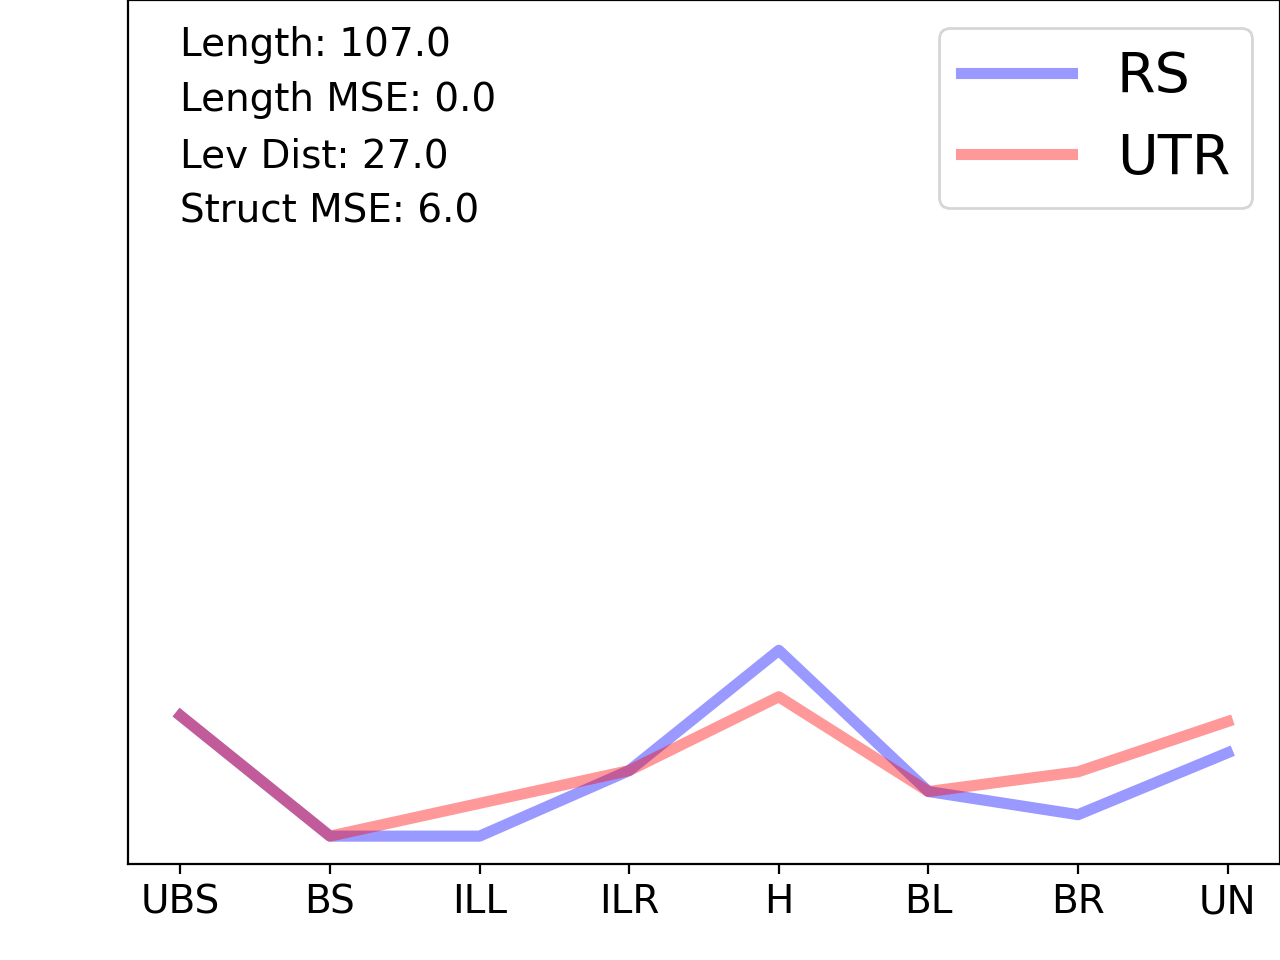 Length: 107.0
Length MSE: 0.0
Lev Dist: 27.0
Struct MSE: 6.0
RS
UTR
UBS BS ILL ILR H BL BR UN